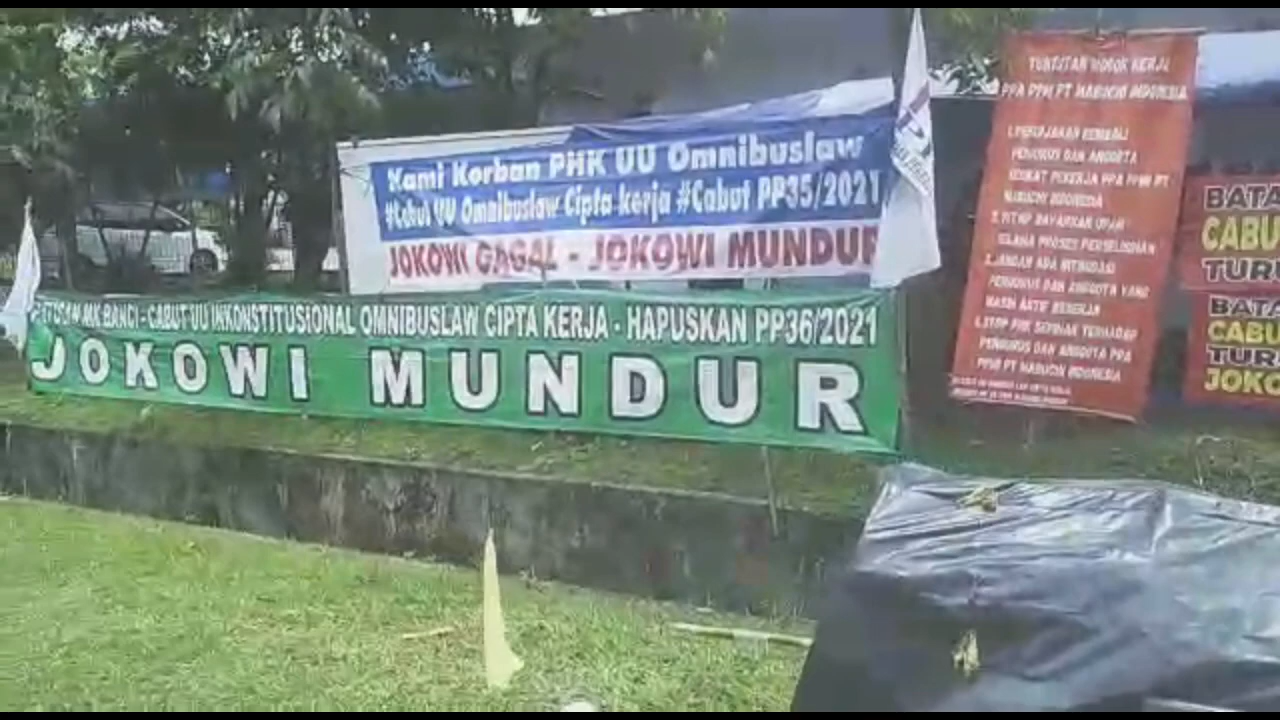 Kami Korban PHK UU Omnibuslaw
#Cabut UU Omnibuslaw Cipta kerja #Cabut PP35/2021
JOKOWI GAGAL - JOKOWI MUNDUR
MK BANCI - CABUT UU INKONSTITUSIONAL OMNIBUSLAW CIPTA KERJA - HAPUSKAN PP36/2021
JOKOWI MUNDUR
TUNTUTAN MOGOK KERJA
PPA PPMI PT MABUCHI INDONESIA
1. PEKERJAKAN KEMBALI
PENGURUS DAN ANGGOTA
SERIKAT PEKERJA PPA PPMI PT
MABUCHI INDONESIA
2. TETAP BAYARKAN UPAH
SELAMA PROSES PERSELISIHAN
3. JANGAN ADA INTIMIDASI
PENGURUS DAN ANGGOTA YANG
MASIH AKTIF BEKERJA
4. STOP PHK SEPIHAK TERHADAP
PENGURUS DAN ANGGOTA PPA
PPMI PT MABUCHI INDONESIA
BATA
CABU
TUR
BATA
CABU
TUR
JOKO